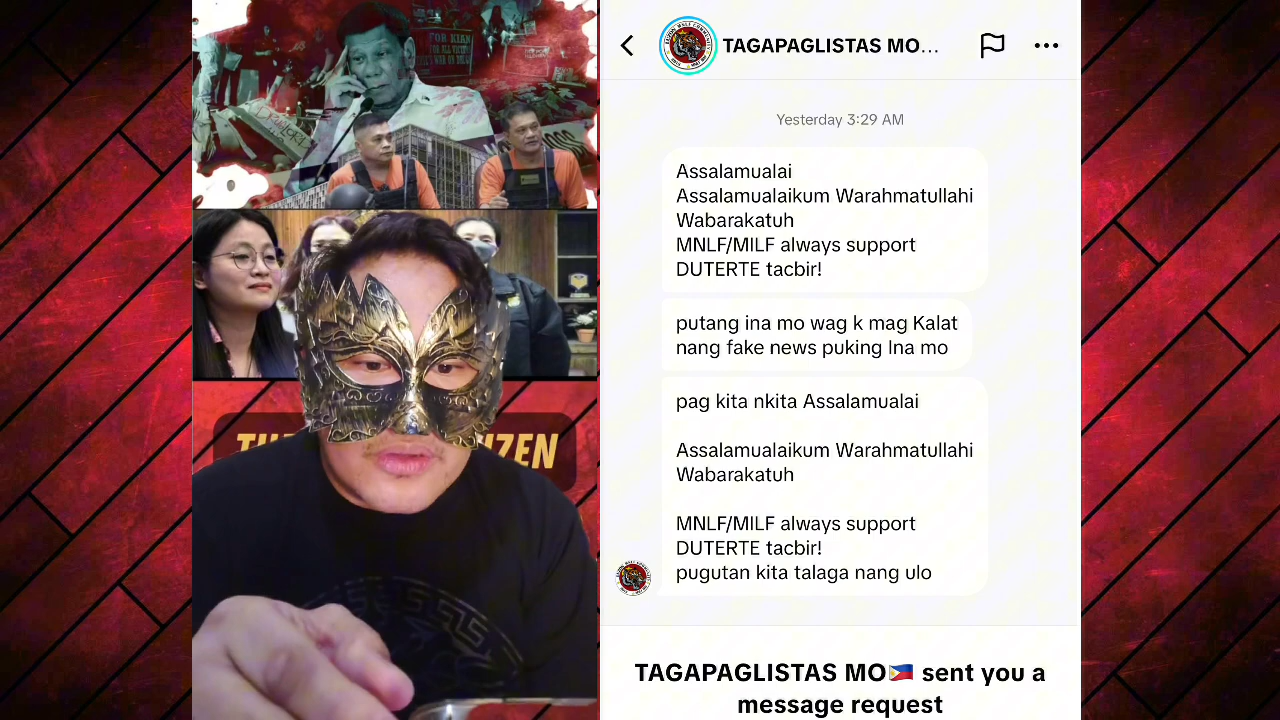 FOR KIAN
TAGAPAGLISTAS MO...
Yesterday 3:29 AM
Assalamualai
Assalamualaikum Warahmatullahi
Wabarakatuh
MNLF/MILF always support
DUTERTE tacbir!
putang ina mo wag k mag Kalat
nang fake news puking Ina mo
pag kita nkita Assalamualai
Assalamualaikum Warahmatullahi
Wabarakatuh
MNLF/MILF always support
DUTERTE tacbir!
pugutan kita talaga nang ulo
TAGAPAGLISTAS MO🇵🇭 sent you a
message request